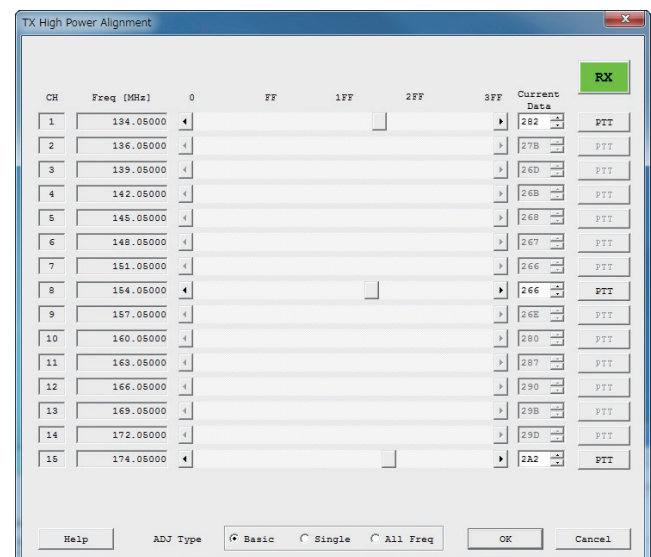 TX High Power Alignment
RX
CH Freq [MHz] 0 FF 1FF 2FF 3FF Current Data
1 134.05000 282 PTT
2 136.05000 27B PTT
3 139.05000 26D PTT
4 142.05000 26B PTT
5 145.05000 268 PTT
6 148.05000 267 PTT
7 151.05000 266 PTT
8 154.05000 266 PTT
9 157.05000 26E PTT
10 160.05000 280 PTT
11 163.05000 287 PTT
12 166.05000 290 PTT
13 169.05000 29B PTT
14 172.05000 29D PTT
15 174.05000 2A2 PTT
Help ADJ Type Basic Single All Freq OK Cancel